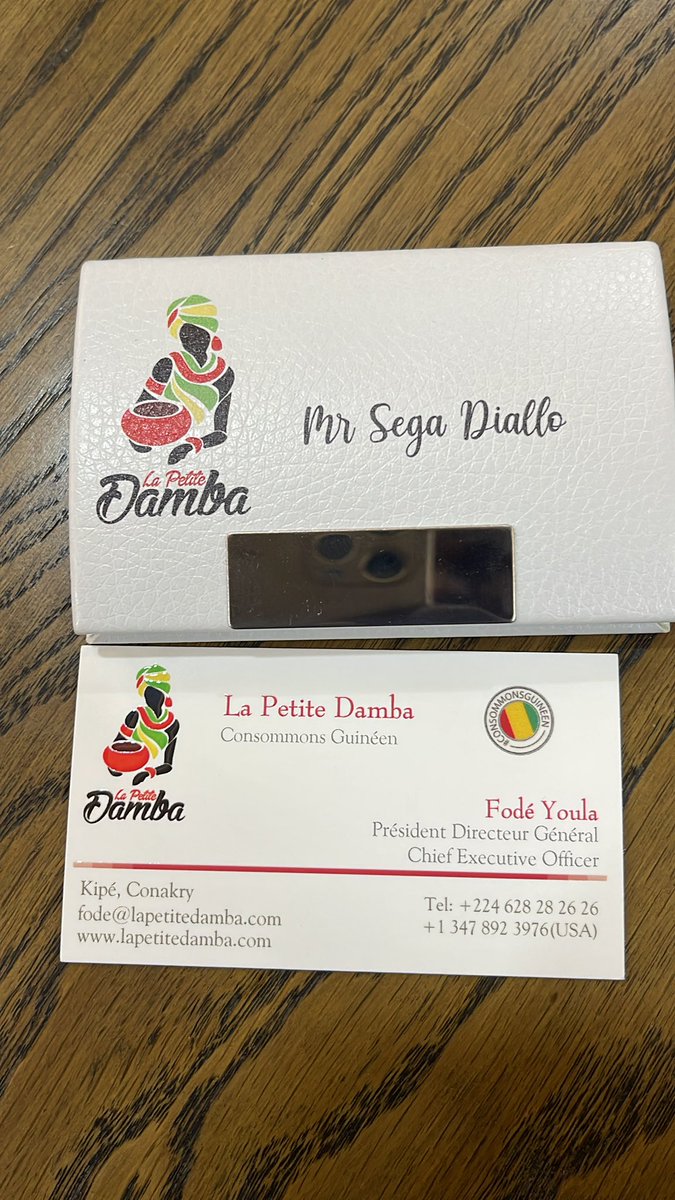 La Petite
Damba
Mr Sega Diallo
La Petite
Damba
La Petite Damba
Consommons Guinéen
#CONSOMMONSGUINEEN
Fodé Youla
Président Directeur Général
Chief Executive Officer
Kipé, Conakry
fode@lapetitedamba.com
www.lapetitedamba.com
Tel: +224 628 28 26 26
+1 347 892 3976(USA)